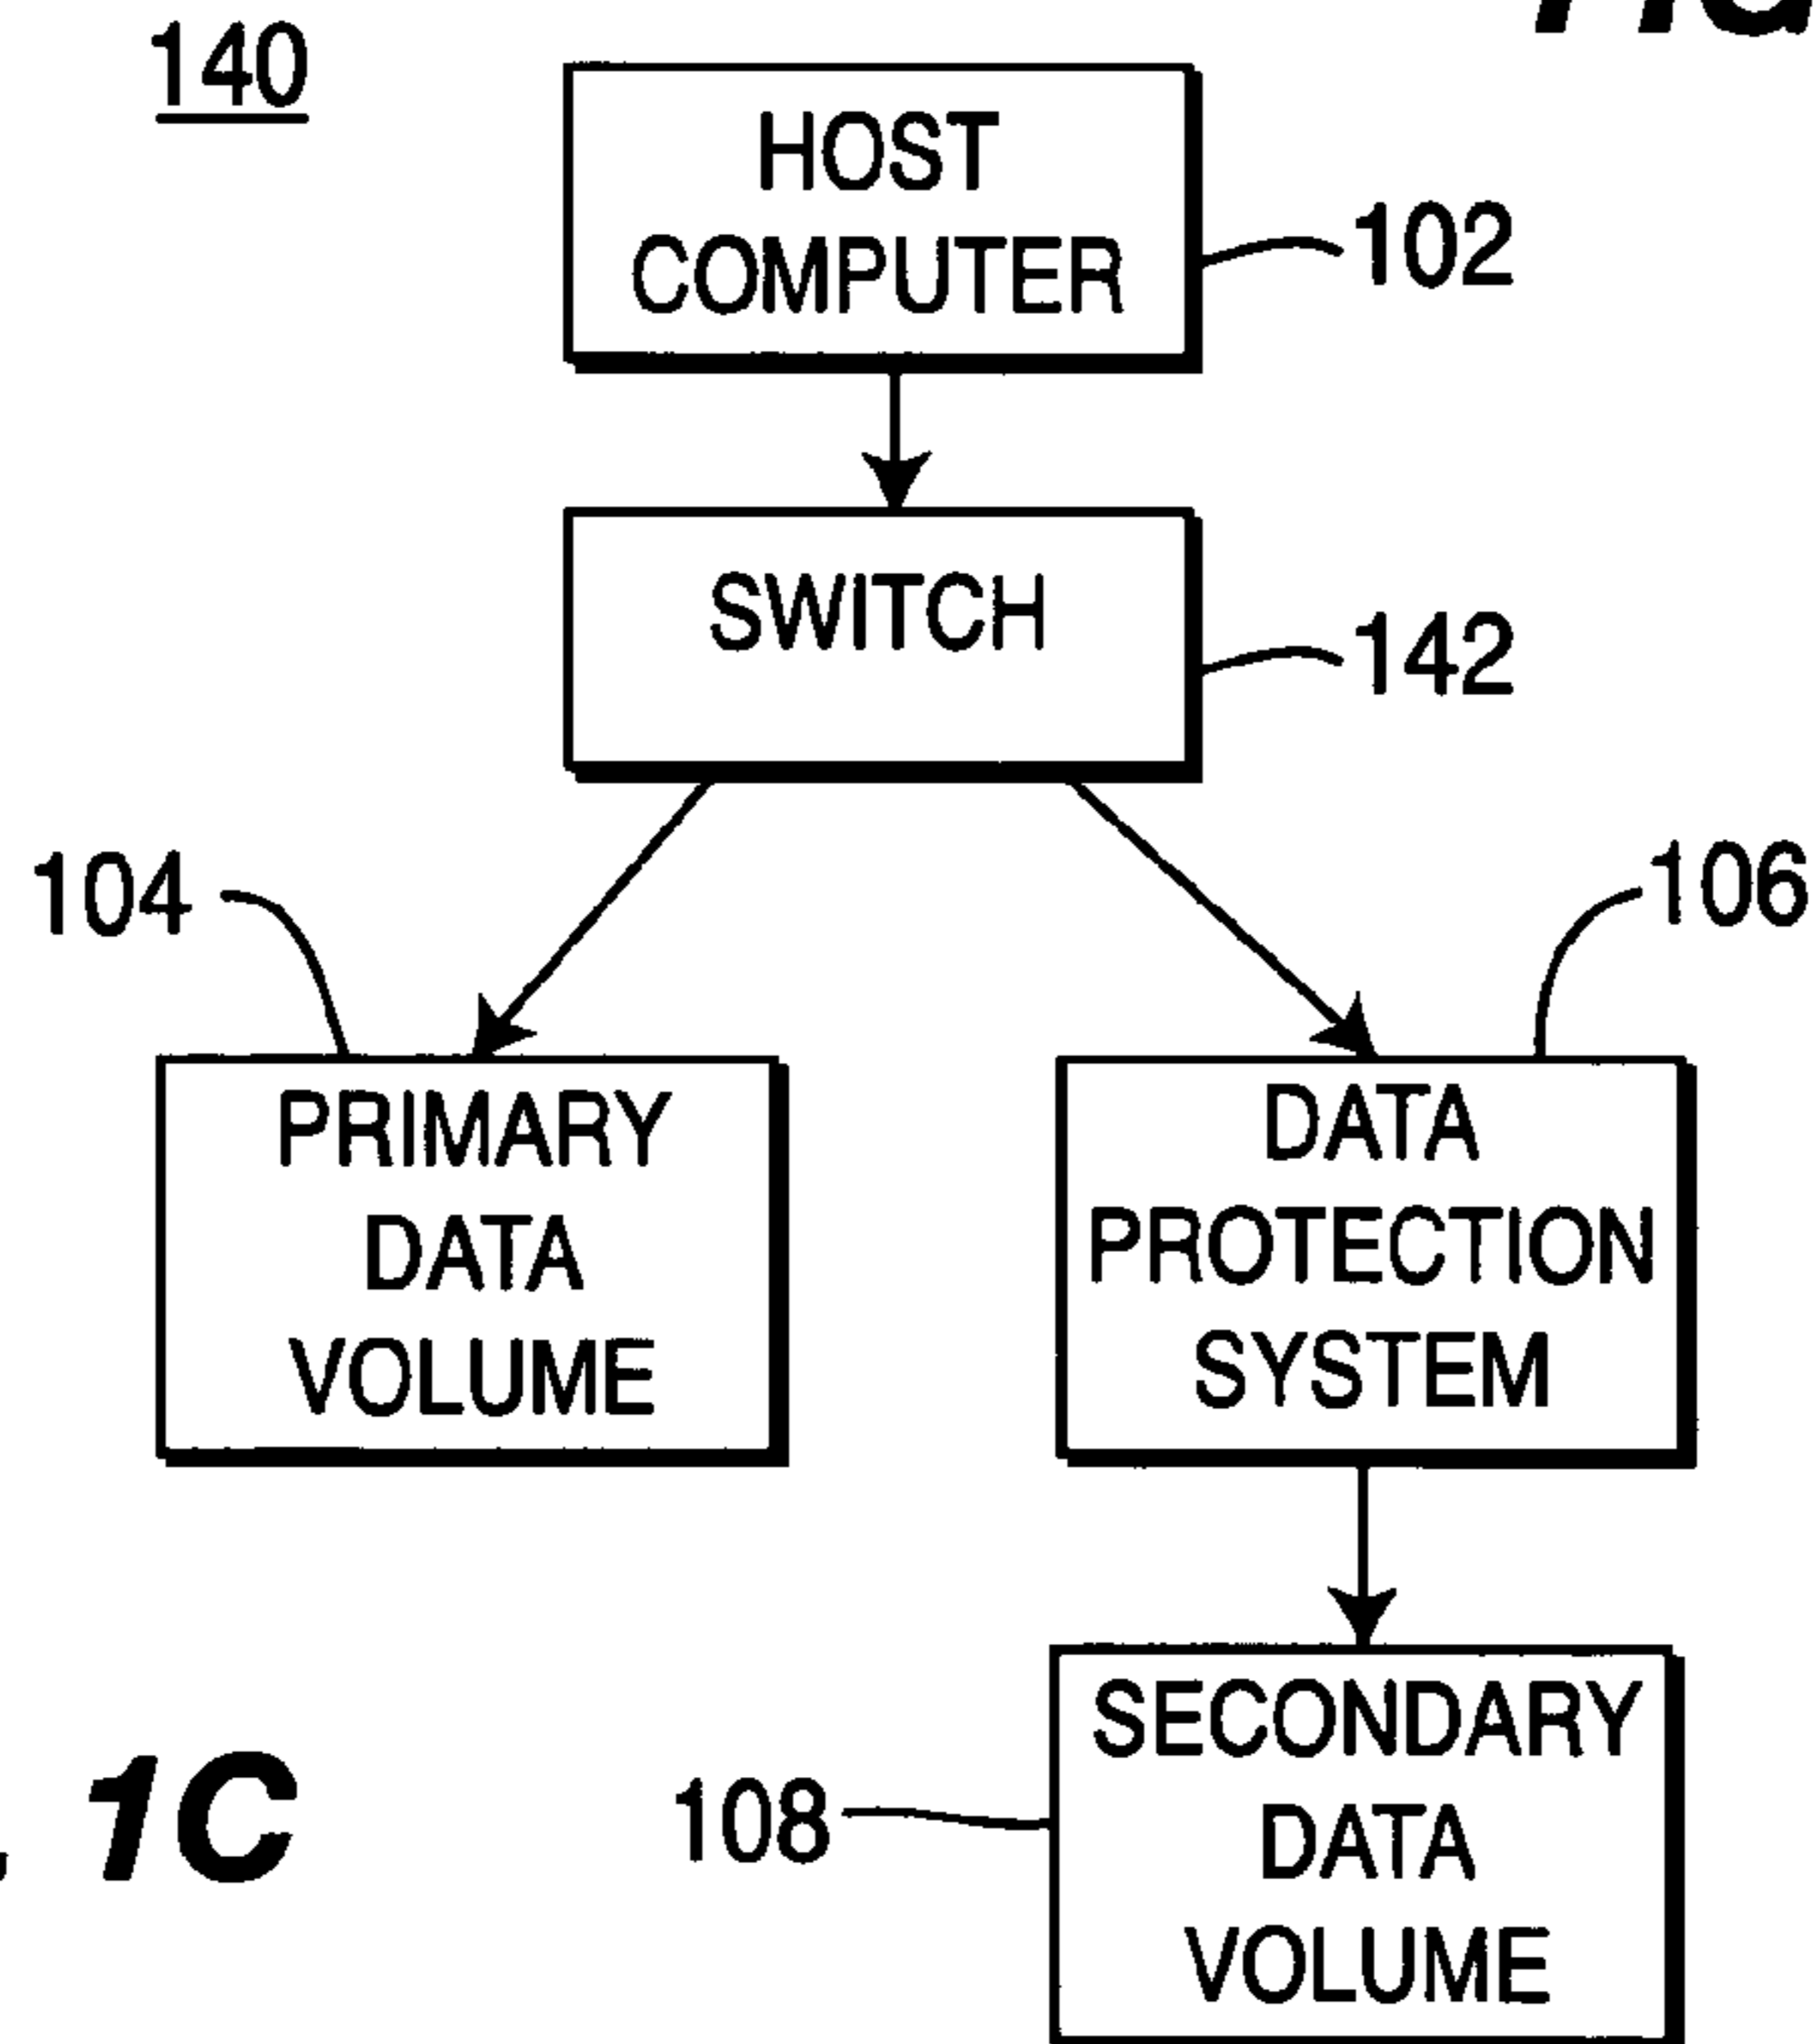 140
HOST
COMPUTER
102
SWITCH
142
104
106
PRIMARY
DATA
VOLUME
DATA
PROTECTION
SYSTEM
108
SECONDARY
DATA
VOLUME
1C